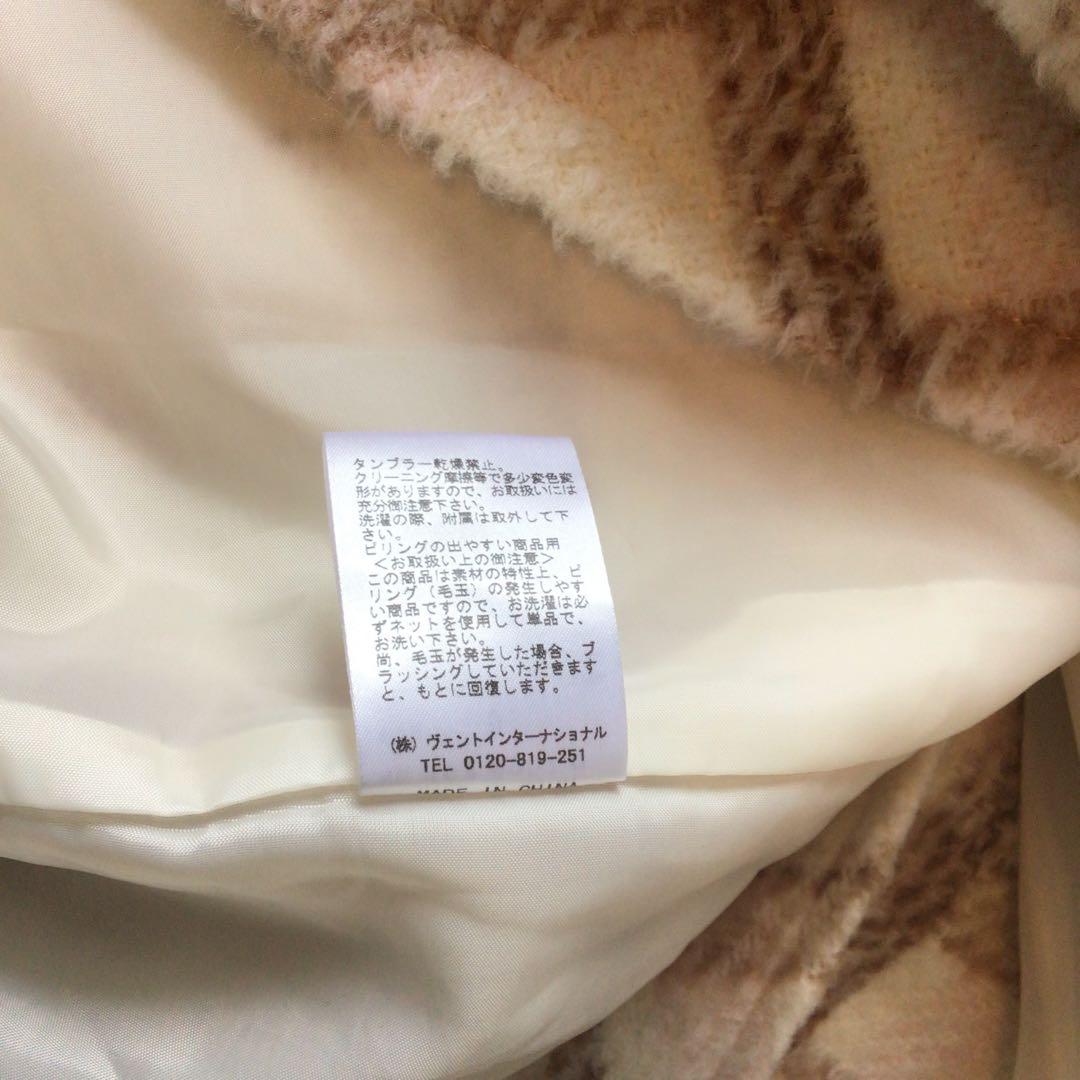 タンブラー乾燥禁止。
クリーニング摩擦等で多少変色変
形がありますので、お取扱いには
充分御注意下さい。
洗濯の際、附属は取外して下
さい。
ピリングの出やすい商品用
<お取扱い上の御注意>
この商品は素材の特性上、ピ
リング(毛玉)の発生しやす
い商品ですので、お洗濯は必
ずネットを使用して単品で、
お洗い下さい。
尚、毛玉が発生した場合、ブ
ラッシングしていただきます
と、もとに回復します。
(株)ヴェントインターナショナル
TEL 0120-819-251
MADE IN CHINA